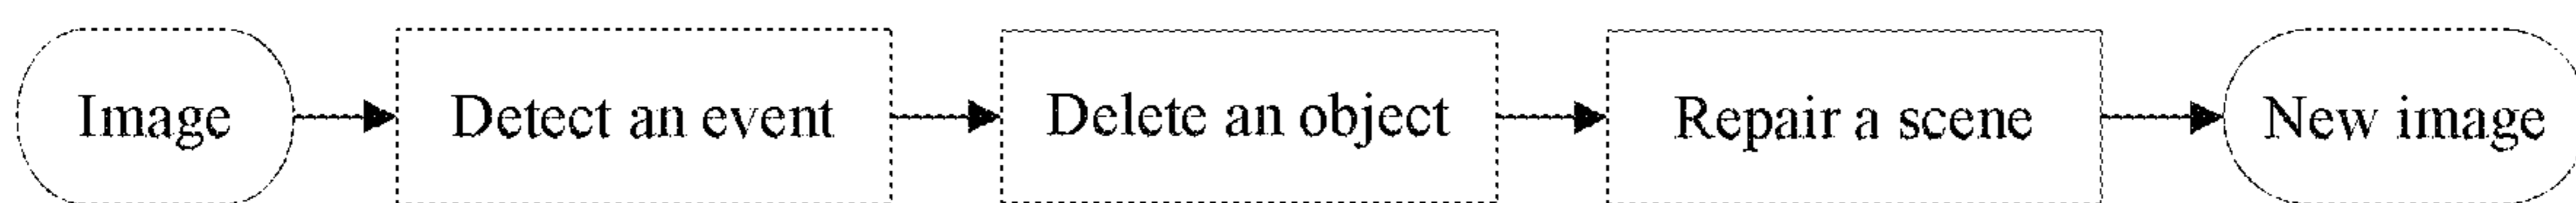 Image
Detect an event
Delete an object
Repair a scene
New image